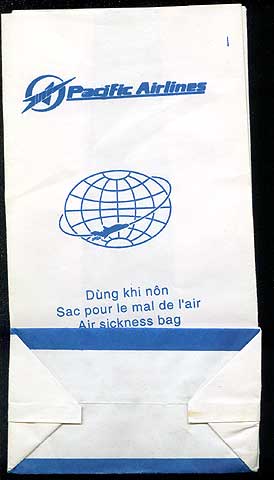 Pacific Airlines
Dùng khi nôn
Sac pour le mal de l'air
Air sickness bag